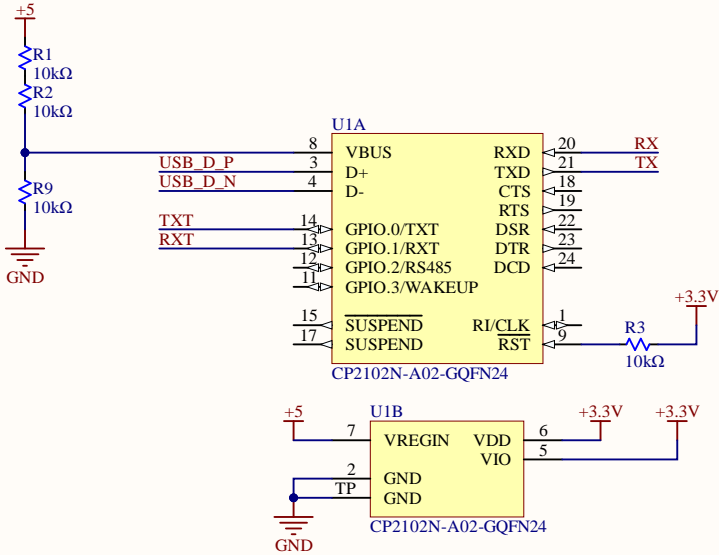 +5
R1
10kΩ
R2
10kΩ
R9
10kΩ
GND
U1A
8 VBUS RXD 20 RX
USB_D_P 3 D+ TXD 21 TX
USB_D_N 4 D- CTS 18
RTS 19
TXT 14 GPIO.0/TXT DSR 22
RXT 13 GPIO.1/RXT DTR 23
12 GPIO.2/RS485 DCD 24
11 GPIO.3/WAKEUP
15 SUSPEND RI/CLK 1
17 SUSPEND RST 9
R3
10kΩ
+3.3V
CP2102N-A02-GQFN24
U1B
+5 7 VREGIN VDD 6 +3.3V
VIO 5 +3.3V
2 GND
TP GND
CP2102N-A02-GQFN24
GND